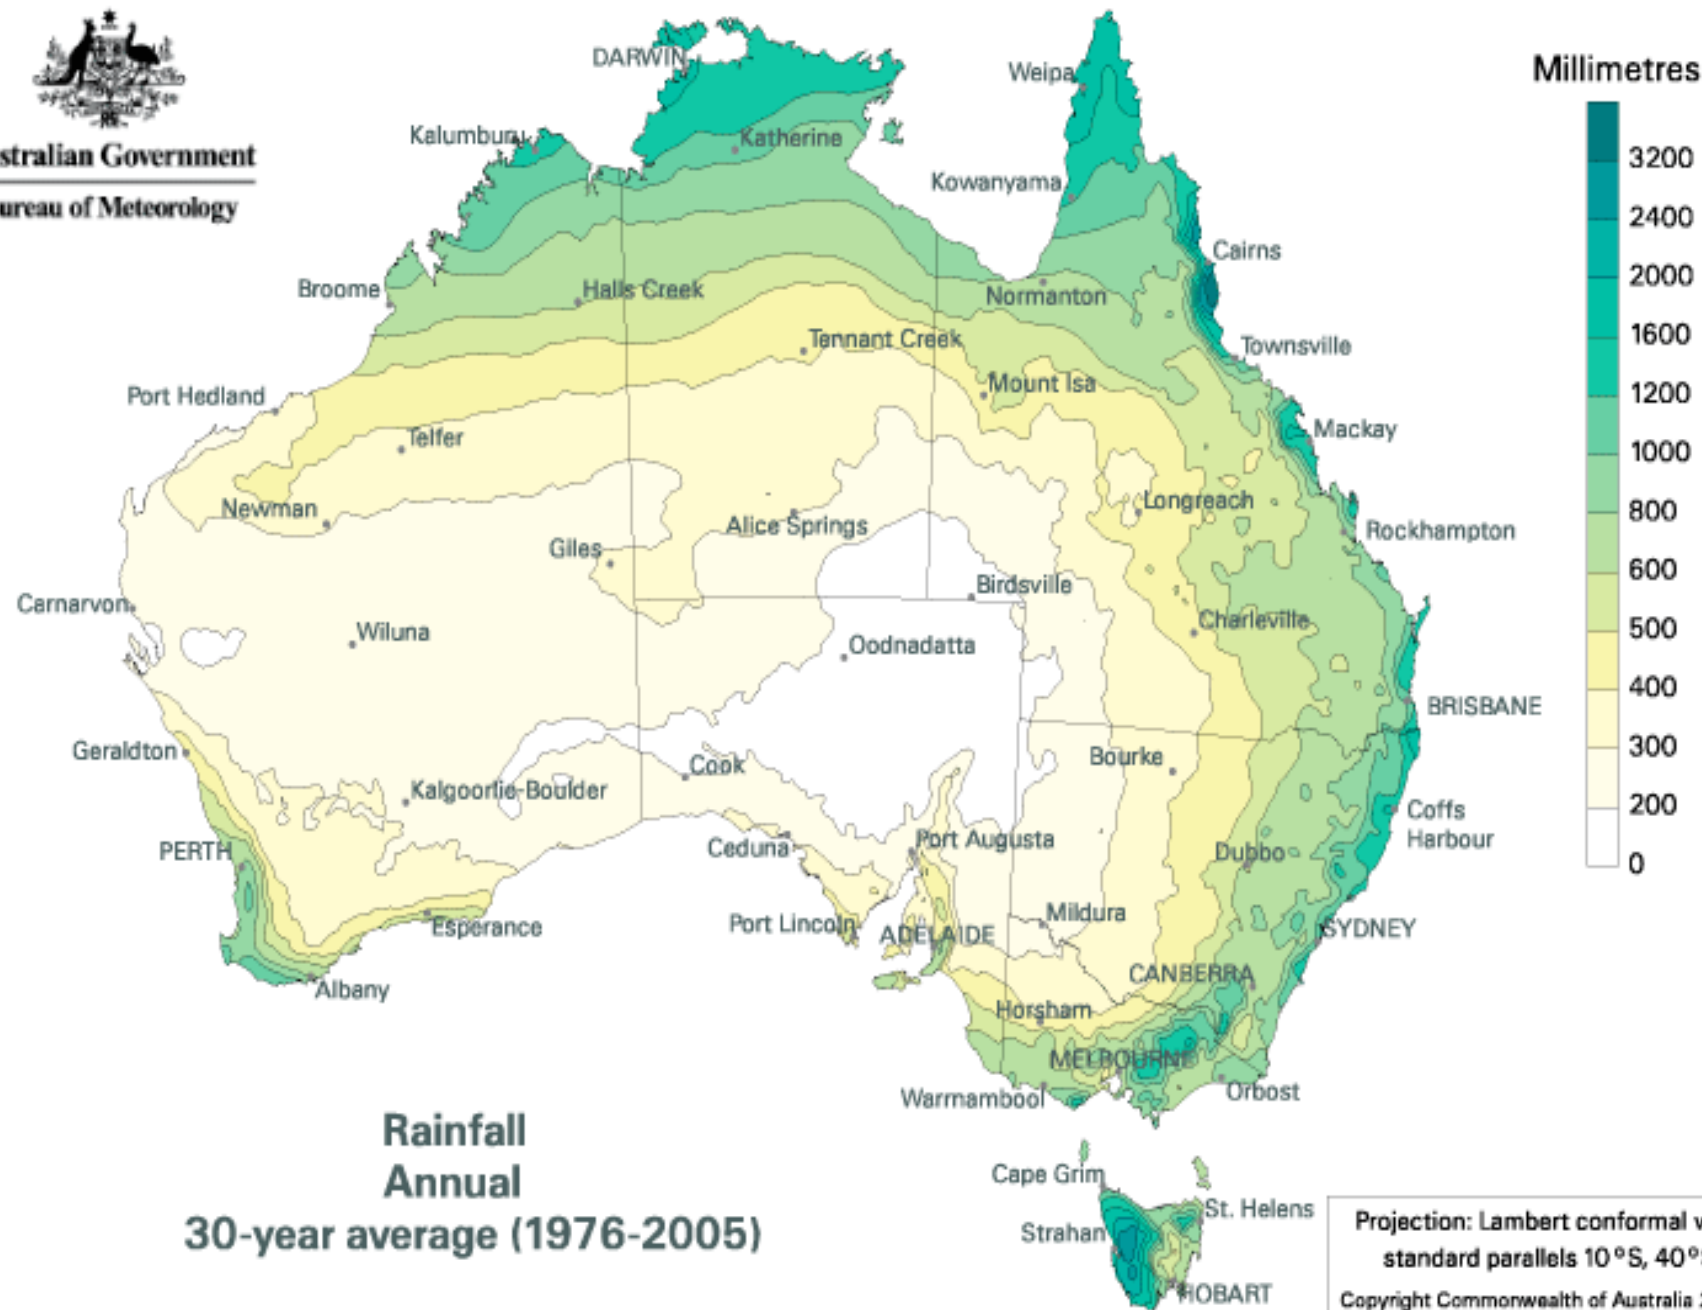 stralian Government
ureau of Meteorology
DARWIN
Weipa
Kalumburu
Katherine
Kowanyama
Cairns
Broome
Halls Creek
Normanton
Tennant Creek
Townsville
Port Hedland
Mount Isa
Telfer
Mackay
Newman
Longreach
Alice Springs
Rockhampton
Giles
Birdsville
Carnarvon
Wiluna
Charleville
Oodnadatta
BRISBANE
Geraldton
Bourke
Cook
Kalgoorlie-Boulder
Coffs
Harbour
PERTH
Ceduna
Port Augusta
Dubbo
Esperance
Port Lincoln
ADELAIDE
Mildura
SYDNEY
Albany
CANBERRA
Horsham
MELBOURNE
Warrnambool
Orbost
Cape Grim
St. Helens
Strahan
HOBART
Millimetres
3200
2400
2000
1600
1200
1000
800
600
500
400
300
200
0
Rainfall
Annual
30-year average (1976-2005)
Projection: Lambert conformal
standard parallels 10°S, 40°
Copyright Commonwealth of Australia